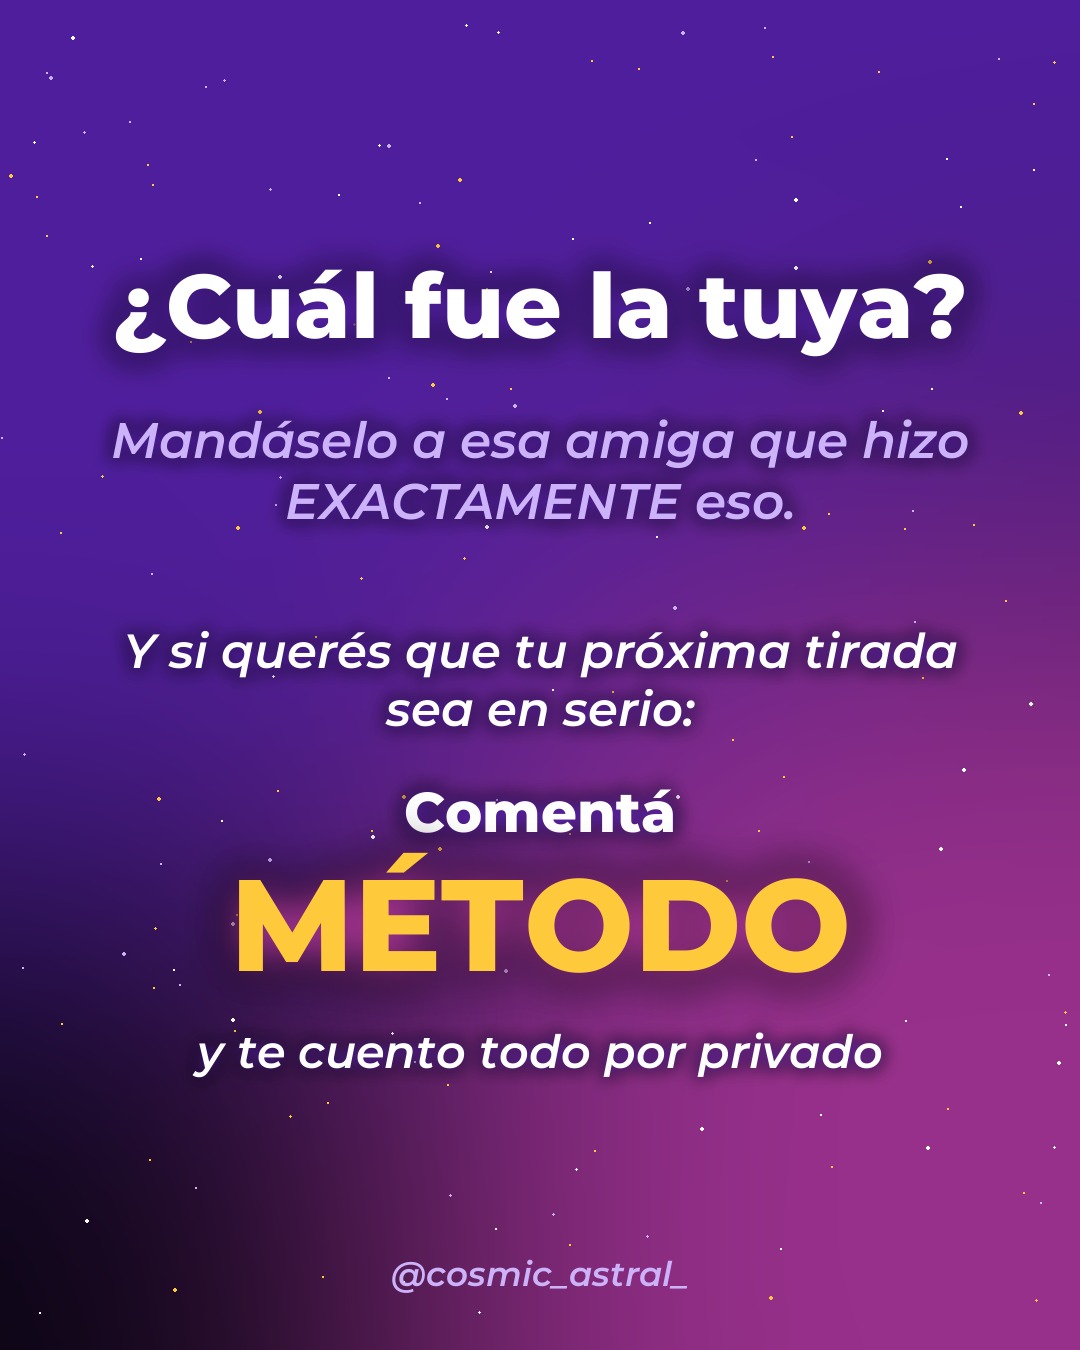 ¿Cuál fue la tuya?
Mandáselo a esa amiga que hizo
EXACTAMENTE eso.
Y si querés que tu próxima tirada
sea en serio:
Comentá
MÉTODO
y te cuento todo por privado
@cosmic_astral_